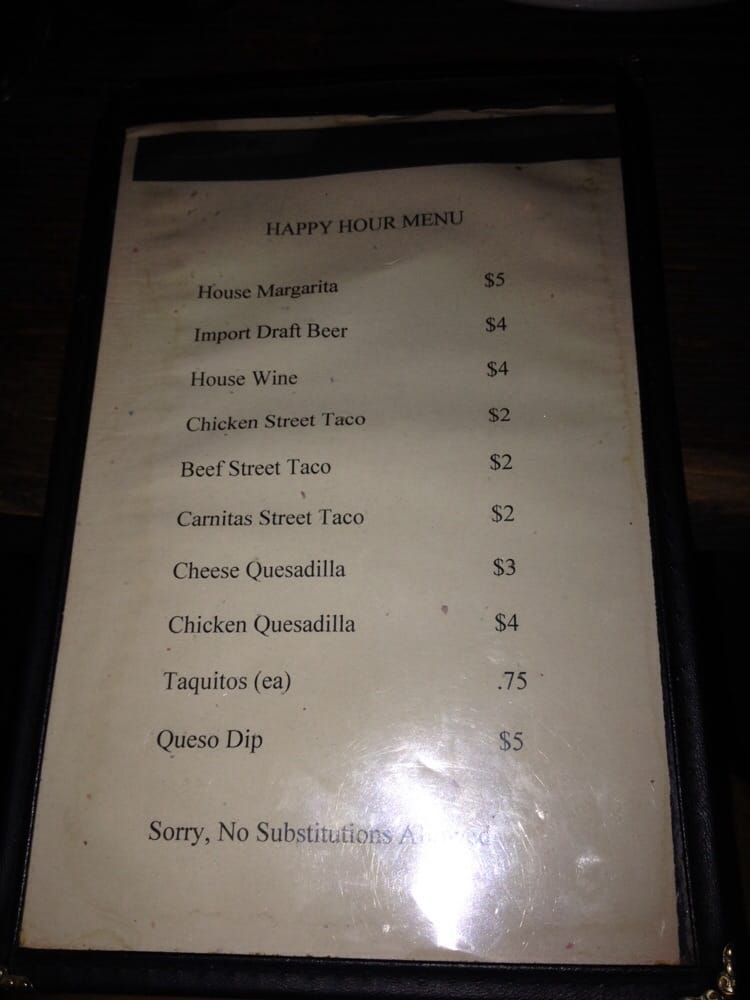 HAPPY HOUR MENU
House Margarita $5
Import Draft Beer $4
House Wine $4
Chicken Street Taco $2
Beef Street Taco $2
Carnitas Street Taco $2
Cheese Quesadilla $3
Chicken Quesadilla $4
Taquitos (ea) .75
Queso Dip $5
Sorry, No Substitutions Allowed